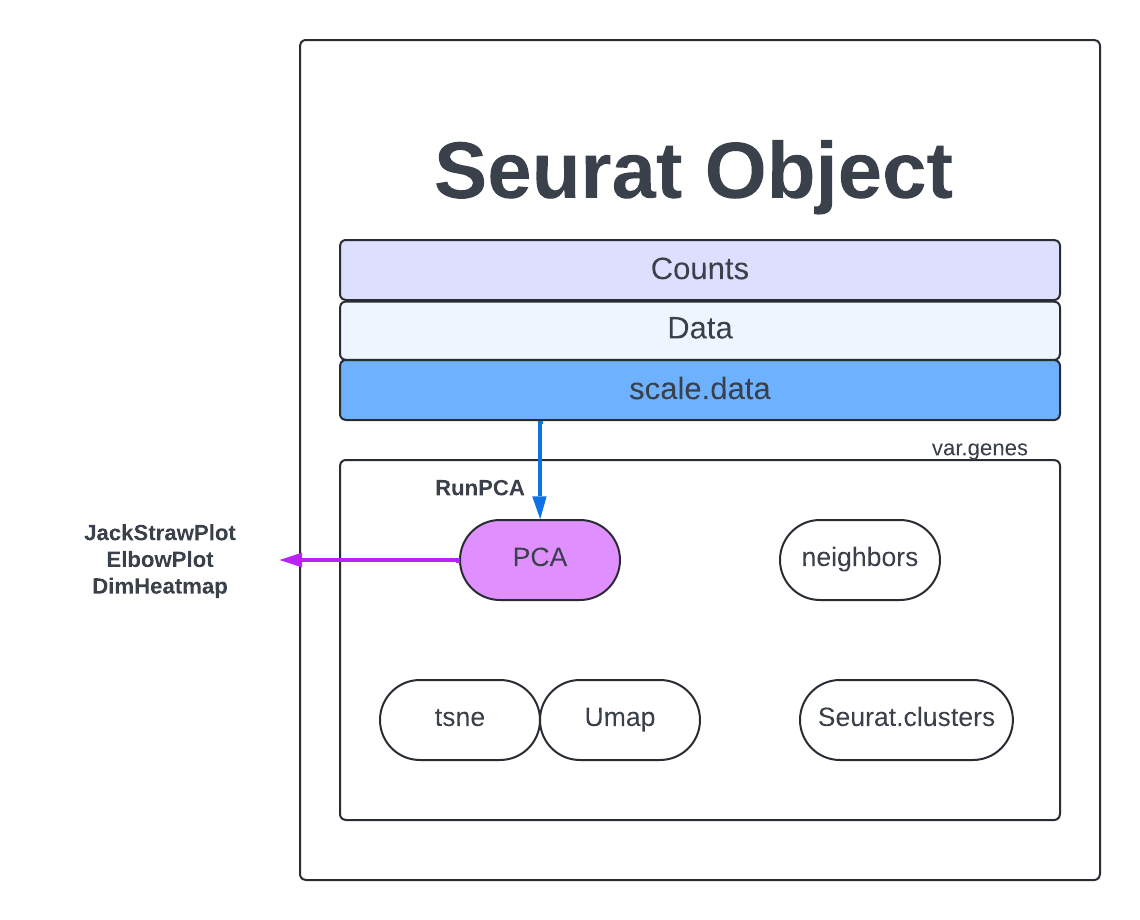 Seurat Object
Counts
Data
scale.data
var.genes
RunPCA
JackStrawPlot
ElbowPlot
DimHeatmap
PCA
neighbors
tsne
Umap
Seurat.clusters